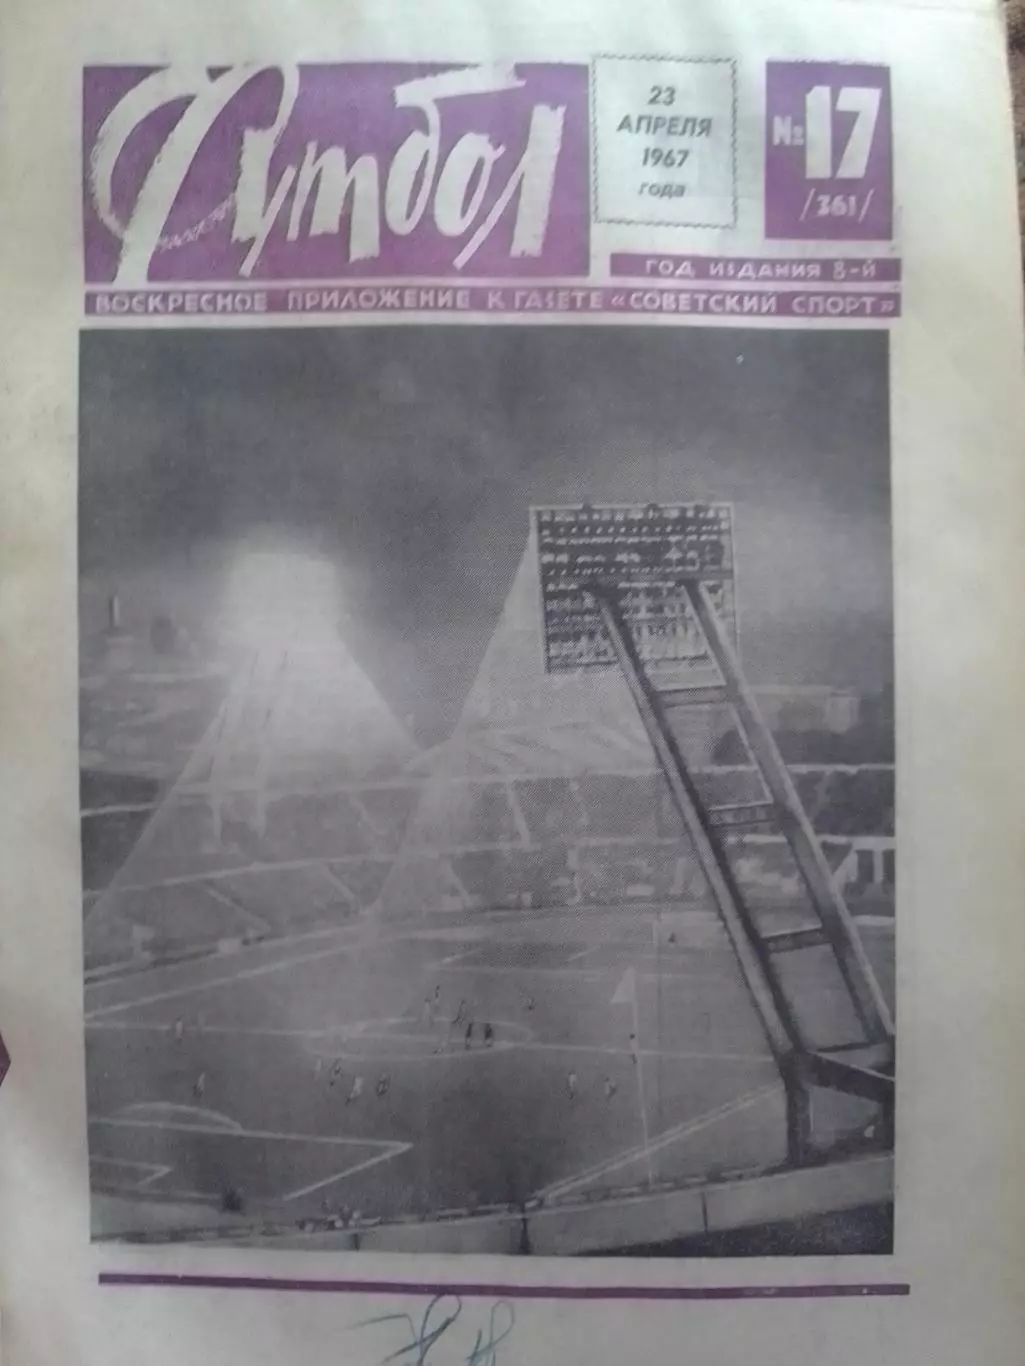 Футбол
23
АПРЕЛЯ
1967
года
№ 17
/361/
ГОД ИЗДАНИЯ 8-Й
ВОСКРЕСНОЕ ПРИЛОЖЕНИЕ К ГАЗЕТЕ «СОВЕТСКИЙ СПОРТ»